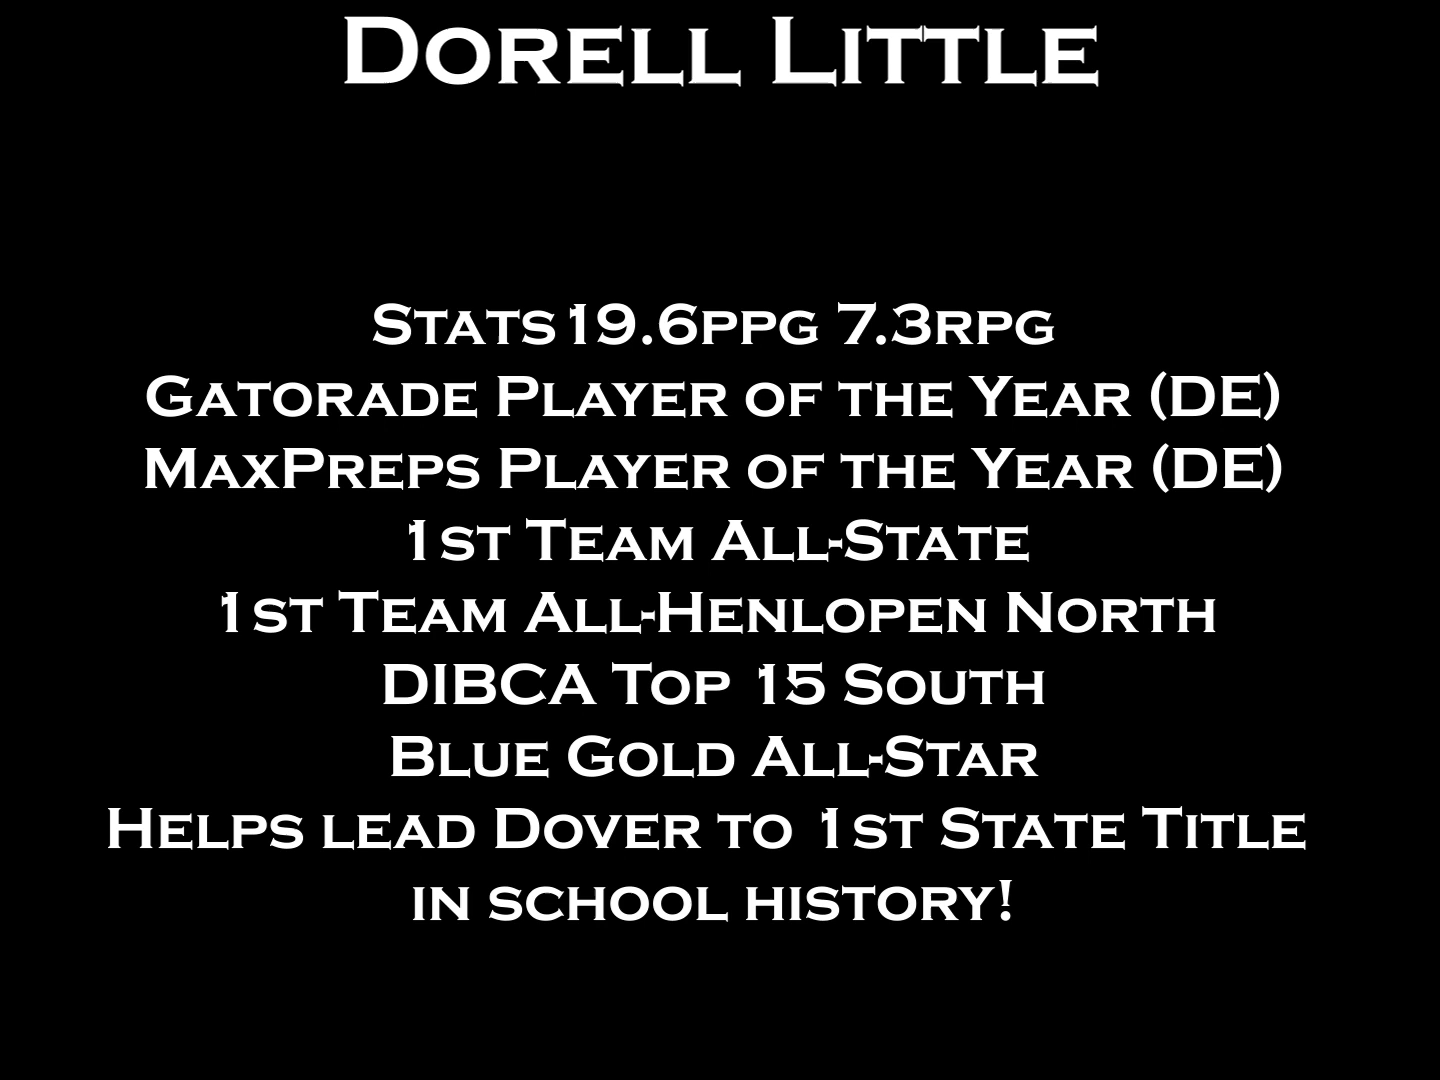 Dorell Little
Stats 19.6ppg 7.3rpg
Gatorade Player of the Year (DE)
MaxPreps Player of the Year (DE)
1st Team All-State
1st Team All-Henlopen North
DIBCA Top 15 South
Blue Gold All-Star
Helps lead Dover to 1st State Title
in school history!